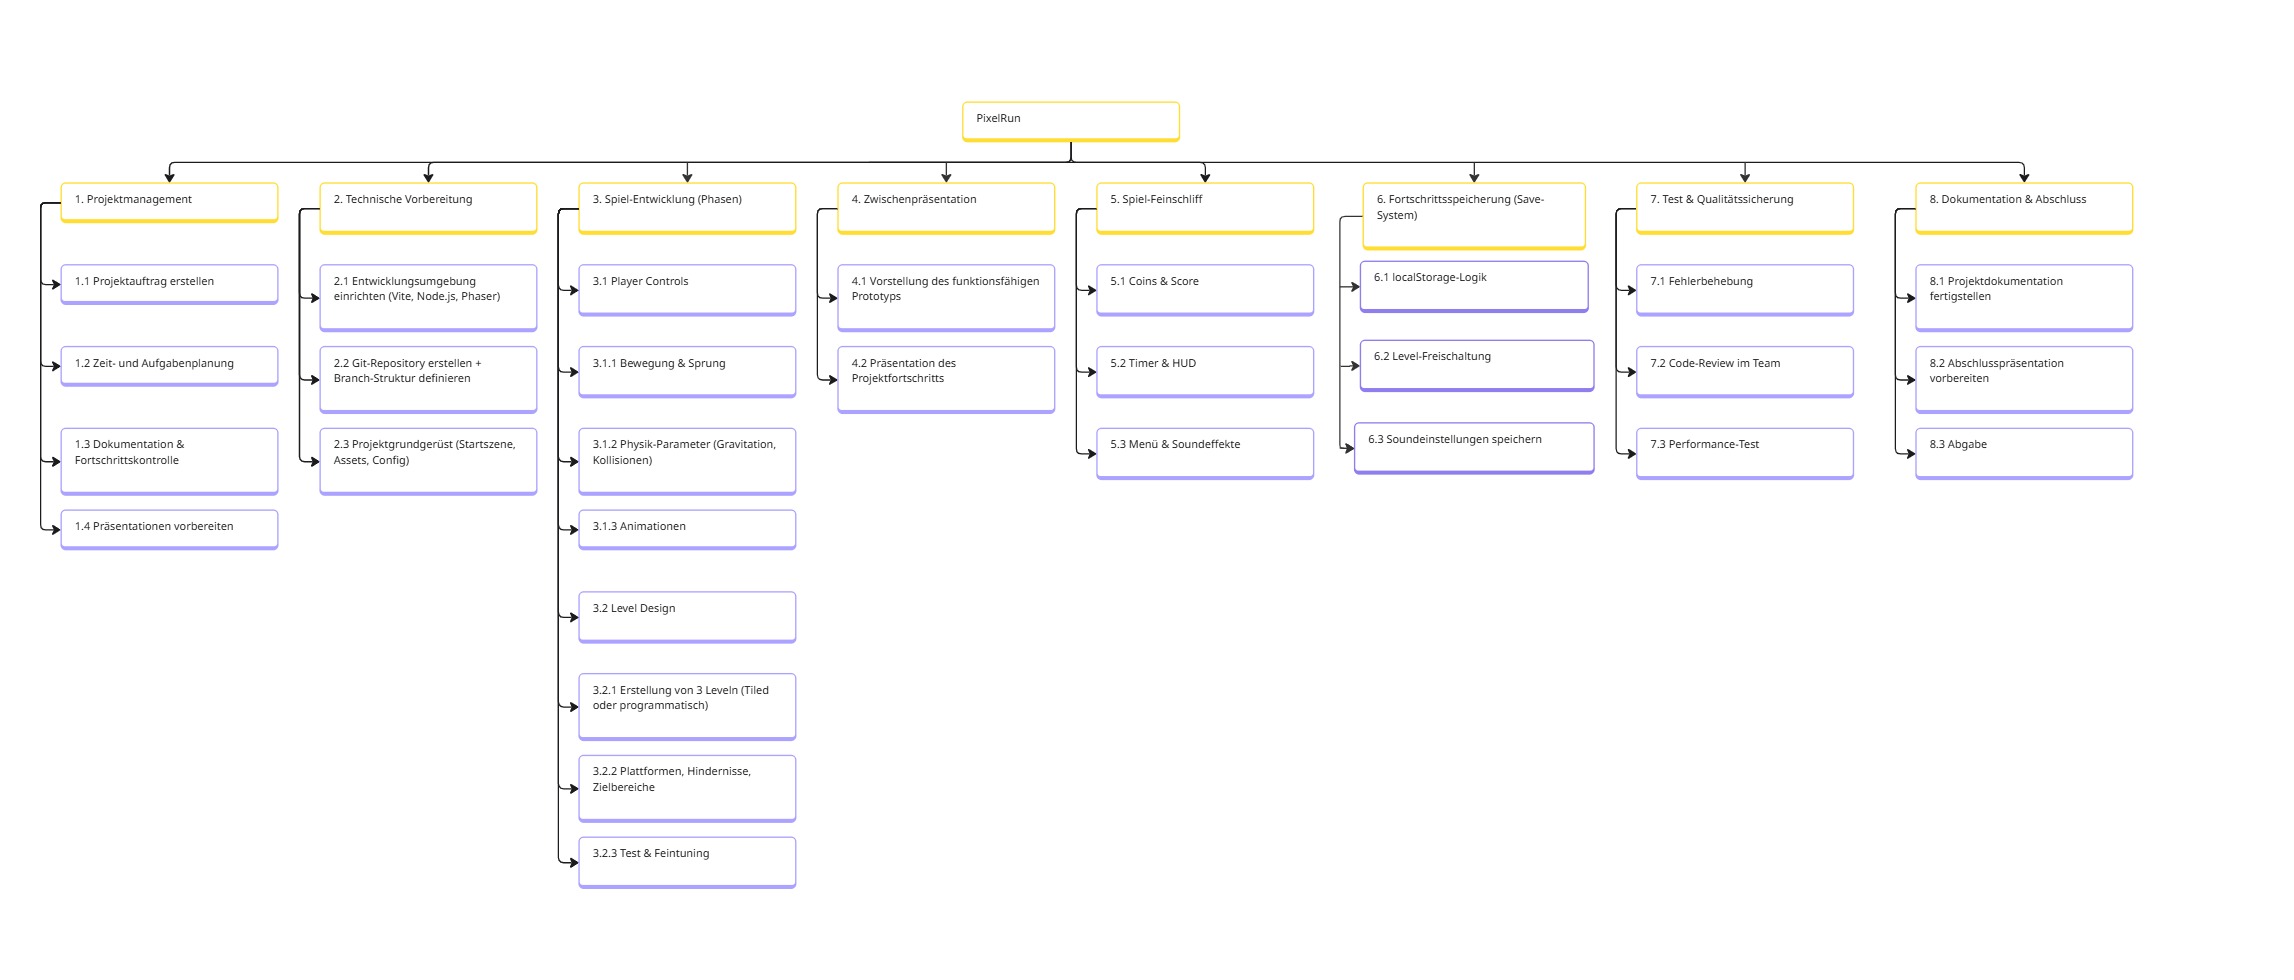 PixelRun
1. Projektmanagement
1.1 Projektauftrag erstellen
1.2 Zeit- und Aufgabenplanung
1.3 Dokumentation &
Fortschrittskontrolle
1.4 Präsentationen vorbereiten
2. Technische Vorbereitung
2.1 Entwicklungsumgebung
einrichten (Vite, Node.js, Phaser)
2.2 Git-Repository erstellen +
Branch-Struktur definieren
2.3 Projektgrundgerüst (Startszene,
Assets, Config)
3. Spiel-Entwicklung (Phasen)
3.1 Player Controls
3.1.1 Bewegung & Sprung
3.1.2 Physik-Parameter (Gravitation,
Kollisionen)
3.1.3 Animationen
3.2 Level Design
3.2.1 Erstellung von 3 Leveln (Tiled
oder programmatisch)
3.2.2 Plattformen, Hindernisse,
Zielbereiche
3.2.3 Test & Feintuning
4. Zwischenpräsentation
4.1 Vorstellung des funktionsfähigen
Prototyps
4.2 Präsentation des
Projektfortschritts
5. Spiel-Feinschliff
5.1 Coins & Score
5.2 Timer & HUD
5.3 Menü & Soundeffekte
6. Fortschrittsspeicherung (Save-
System)
6.1 localStorage-Logik
6.2 Level-Freischaltung
6.3 Soundeinstellungen speichern
7. Test & Qualitätssicherung
7.1 Fehlerbehebung
7.2 Code-Review im Team
7.3 Performance-Test
8. Dokumentation & Abschluss
8.1 Projektdokumentation
fertigstellen
8.2 Abschlusspräsentation
vorbereiten
8.3 Abgabe